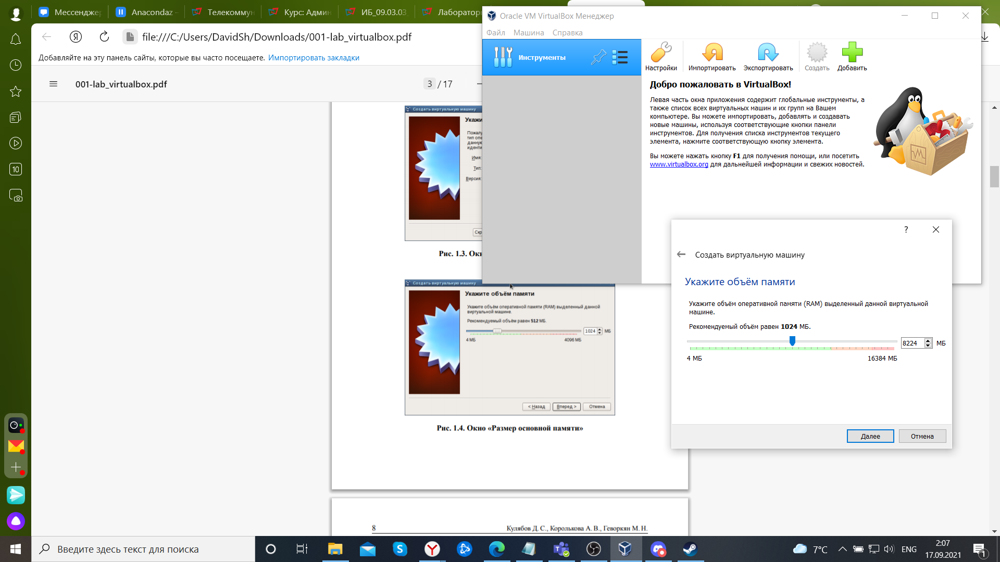 Мессендже
Anacondaz -
Телекоммун
Курс: Админ
ИБ_09.03.03
Лаборатор
file:///C:/Users/DavidSh/Downloads/001-lab_virtualbox.pdf
Добавляйте на эту панель сайты, которые вы часто посещаете. Импортировать закладки
001-lab_virtualbox.pdf
3 / 17
10
Создать виртуальную машину
Укажи
Пожалу
тип опе
данную
иденти
Имя:
Тип:
Версия:
Скр
Рис. 1.3. Окн
Создать виртуальную машину
Укажите объём памяти
Укажите объём оперативной памяти (RAM) выделенный данной
виртуальной машине.
Рекомендуемый объём равен 512 МБ.
1024 МБ
4 МБ 4096 МБ
< Назад Вперед > Отмена
Рис. 1.4. Окно «Размер основной памяти»
8 Кулябов Д. С., Королькова А. В., Геворкян М. Н.
Oracle VM VirtualBox Менеджер
Файл Машина Справка
Инструменты
Настройки Импортировать Экспортировать Создать Добавить
Добро пожаловать в VirtualBox!
Левая часть окна приложения содержит глобальные инструменты, а
также список всех виртуальных машин и их групп на Вашем
компьютере. Вы можете импортировать, добавлять и создавать
новые машины, используя соответствующие кнопки панели
инструментов. Для получения списка инструментов текущего
элемента, нажмите соответствующую кнопку элемента.
Вы можете нажать кнопку F1 для получения помощи, или посетить
www.virtualbox.org для дальнейшей информации и свежих новостей.
?
Создать виртуальную машину
Укажите объём памяти
Укажите объём оперативной памяти (RAM) выделенный данной виртуальной
машине.
Рекомендуемый объём равен 1024 МБ.
8224 МБ
4 МБ 16384 МБ
Далее Отмена
Введите здесь текст для поиска
7°C
ENG
2:07
17.09.2021
1